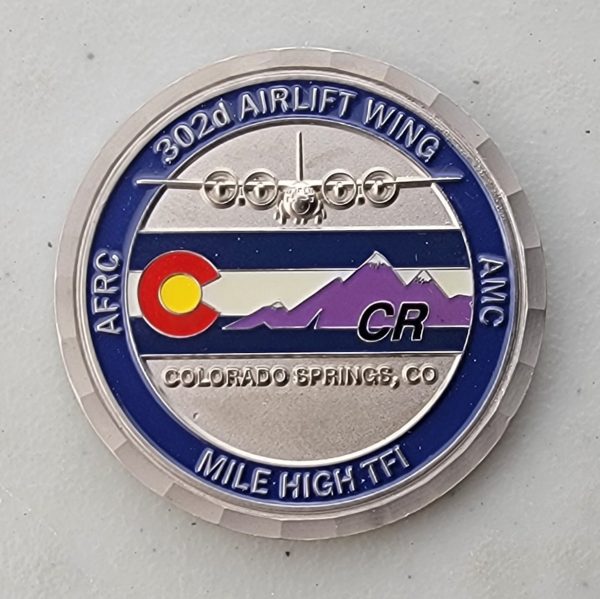 302d AIRLIFT WING
AFRC
AMC
CR
COLORADO SPRINGS, CO
MILE HIGH TFI